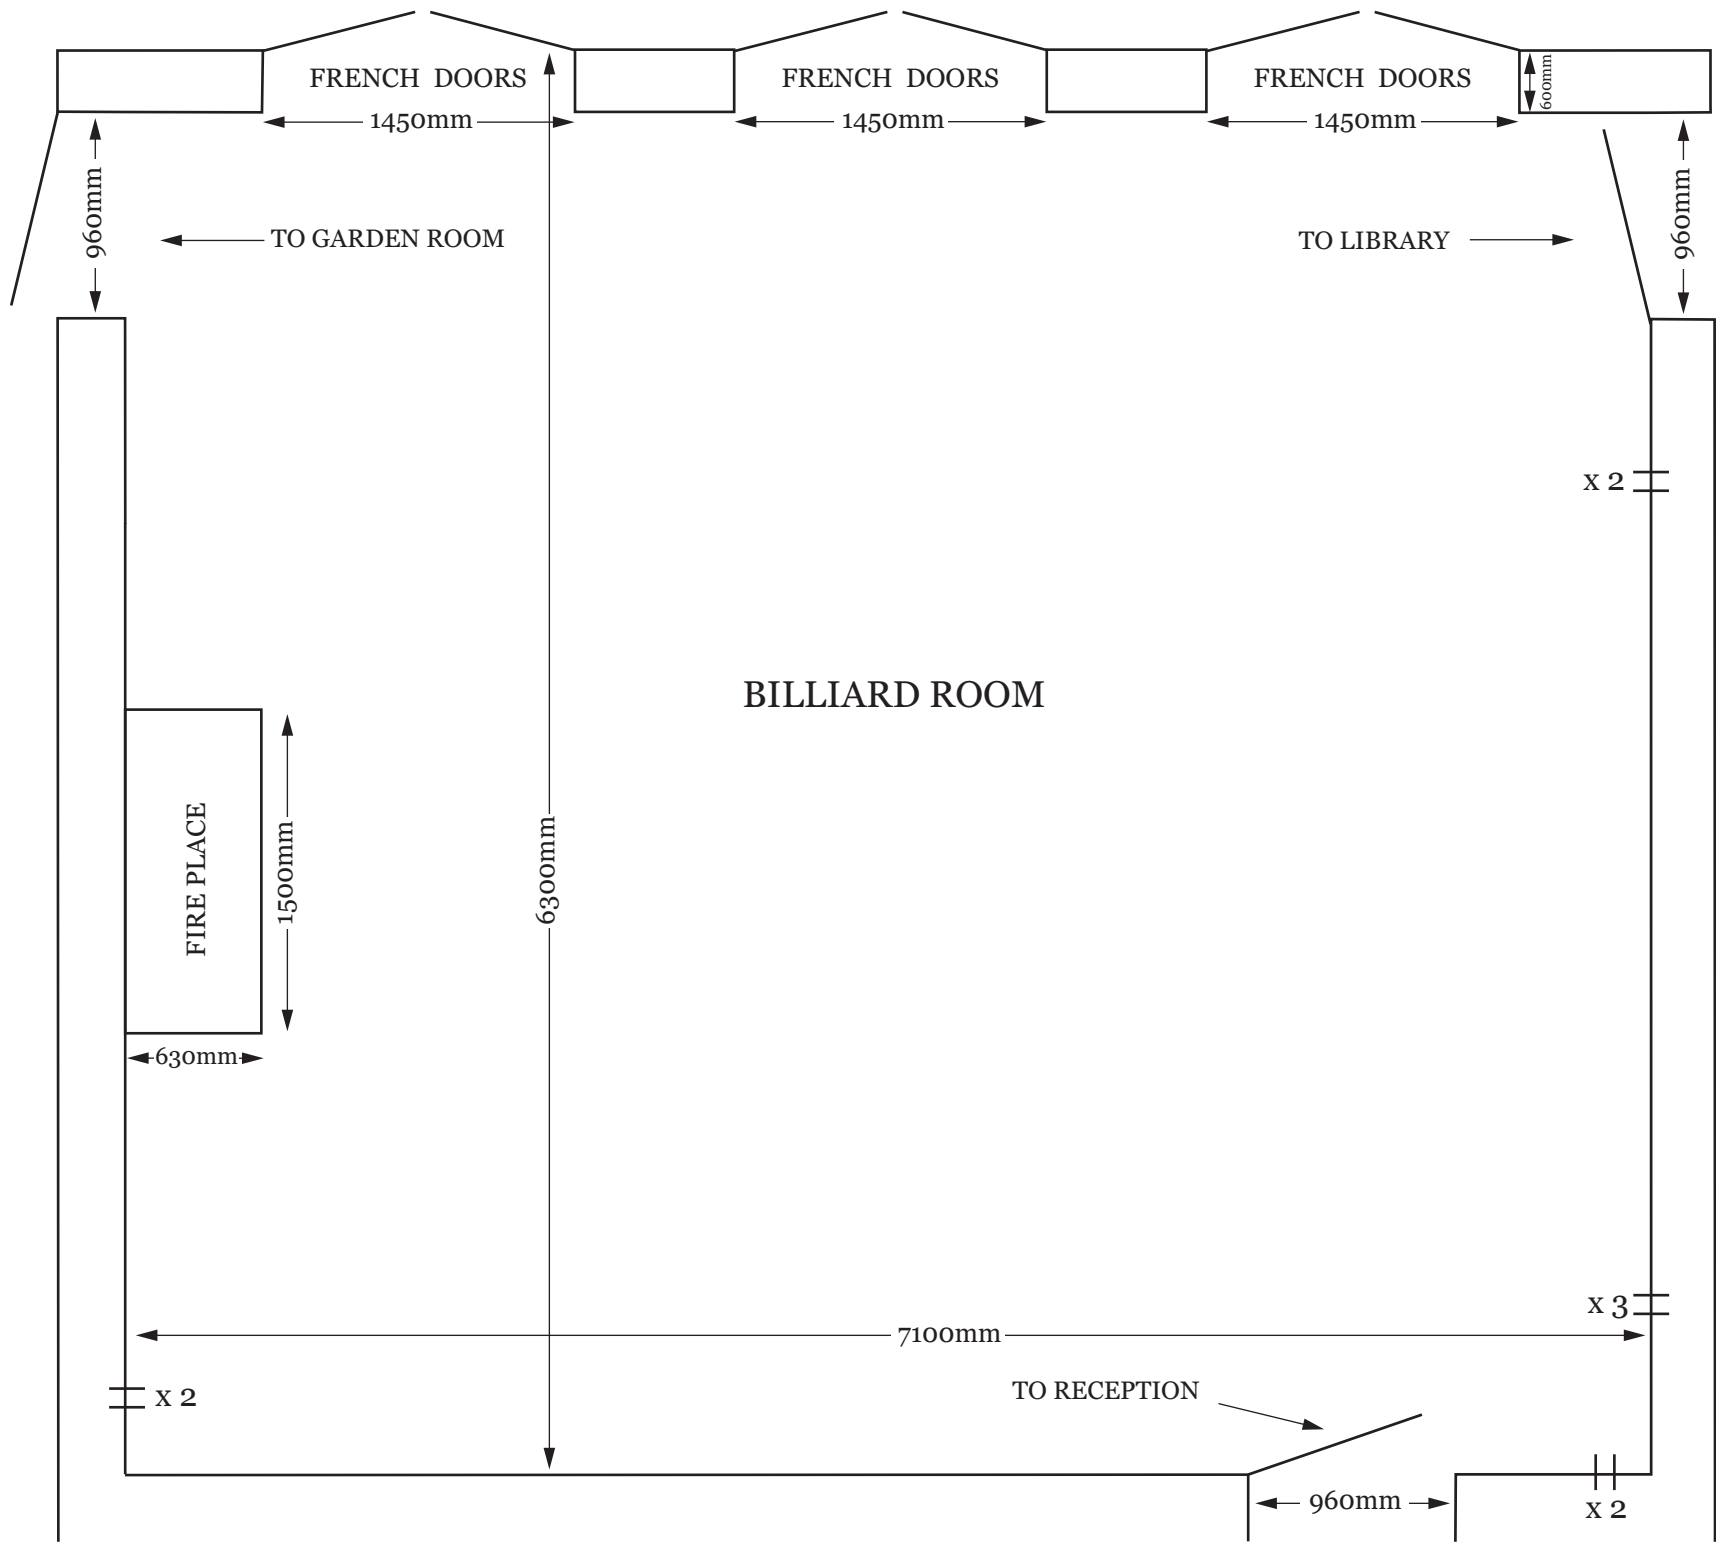 FRENCH DOORS
FRENCH DOORS
FRENCH DOORS
600mm
1450mm
1450mm
1450mm
960mm
TO GARDEN ROOM
TO LIBRARY
960mm
x 2
BILLIARD ROOM
FIRE PLACE
1500mm
6300mm
630mm
x 3
7100mm
x 2
TO RECEPTION
960mm
x 2